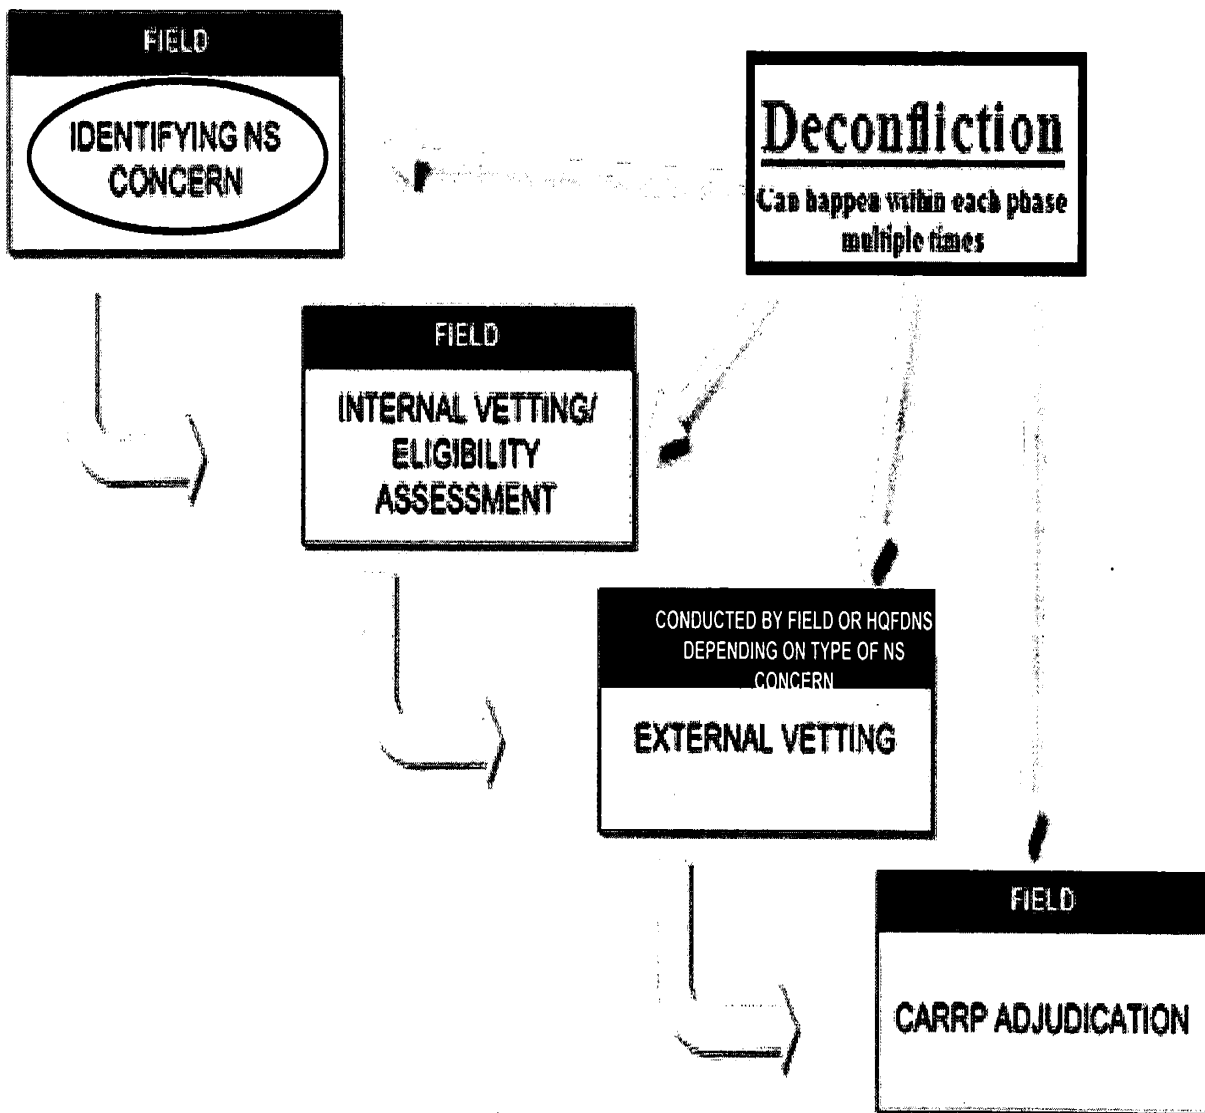 FIELD
IDENTIFYING NS
CONCERN
Deconfliction
Can happen within each phase
multiple times
FIELD
INTERNAL VETTING/
ELIGIBILITY
ASSESSMENT
CONDUCTED BY FIELD OR HQFDNS
DEPENDING ON TYPE OF NS
CONCERN
EXTERNAL VETTING
FIELD
CARRP ADJUDICATION